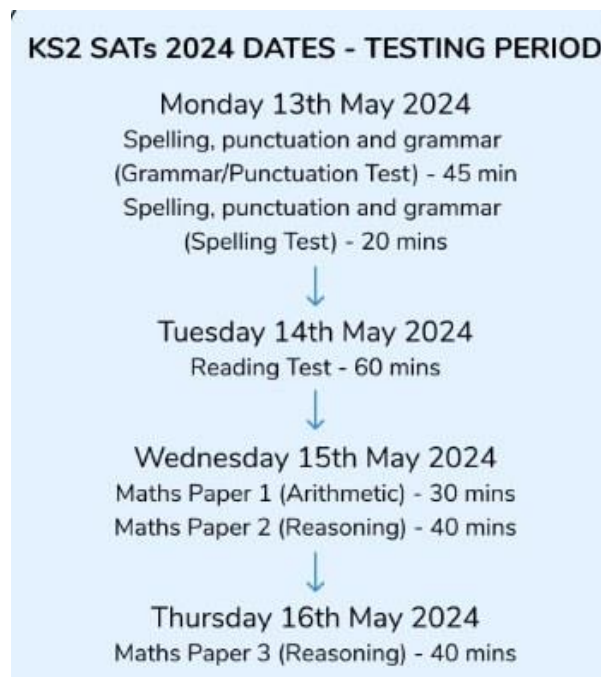 KS2 SATs 2024 DATES - TESTING PERIOD
Monday 13th May 2024
Spelling, punctuation and grammar
(Grammar/Punctuation Test) - 45 min
Spelling, punctuation and grammar
(Spelling Test) - 20 mins
Tuesday 14th May 2024
Reading Test - 60 mins
Wednesday 15th May 2024
Maths Paper 1 (Arithmetic) - 30 mins
Maths Paper 2 (Reasoning) - 40 mins
Thursday 16th May 2024
Maths Paper 3 (Reasoning) - 40 mins